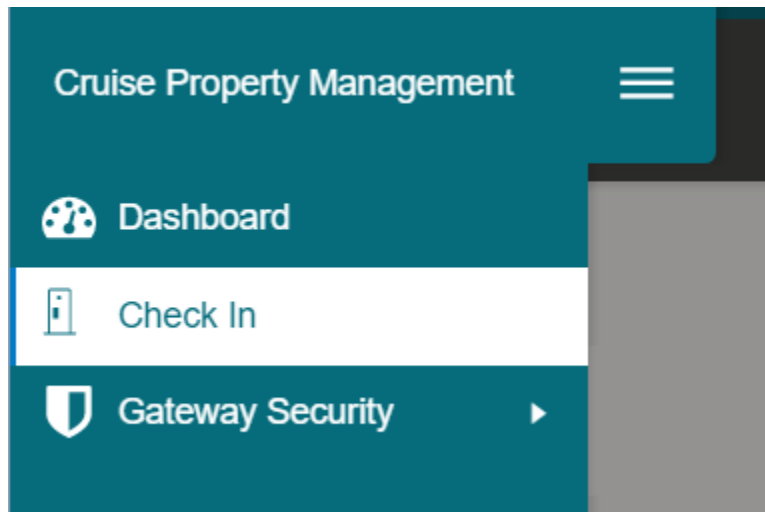 Cruise Property Management
Dashboard
Check In
Gateway Security